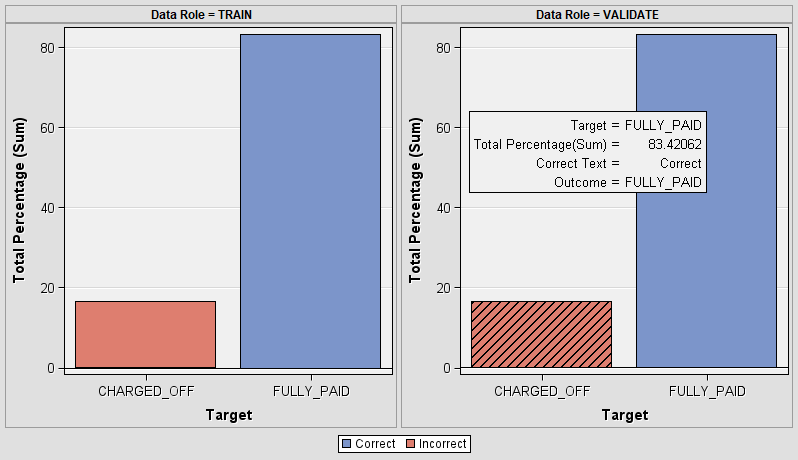 Data Role = TRAIN
Total Percentage (Sum)
80
60
40
20
0
CHARGED_OFF FULLY_PAID
Target
Data Role = VALIDATE
Total Percentage (Sum)
80
60
40
20
0
Target = FULLY_PAID
Total Percentage(Sum) = 83.42062
Correct Text = Correct
Outcome = FULLY_PAID
CHARGED_OFF FULLY_PAID
Target
Correct Incorrect